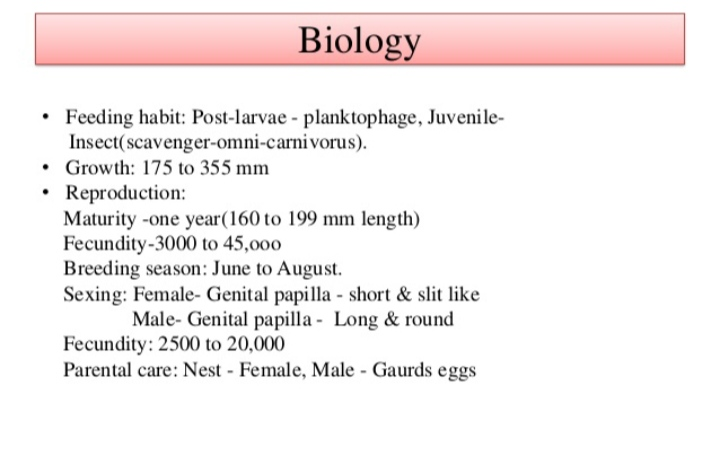 Biology
• Feeding habit: Post-larvae - planktophage, Juvenile-
Insect(scavenger-omni-carnivorus).
• Growth: 175 to 355 mm
• Reproduction:
Maturity -one year(160 to 199 mm length)
Fecundity-3000 to 45,ooo
Breeding season: June to August.
Sexing: Female- Genital papilla - short & slit like
Male- Genital papilla - Long & round
Fecundity: 2500 to 20,000
Parental care: Nest - Female, Male - Gaurds eggs